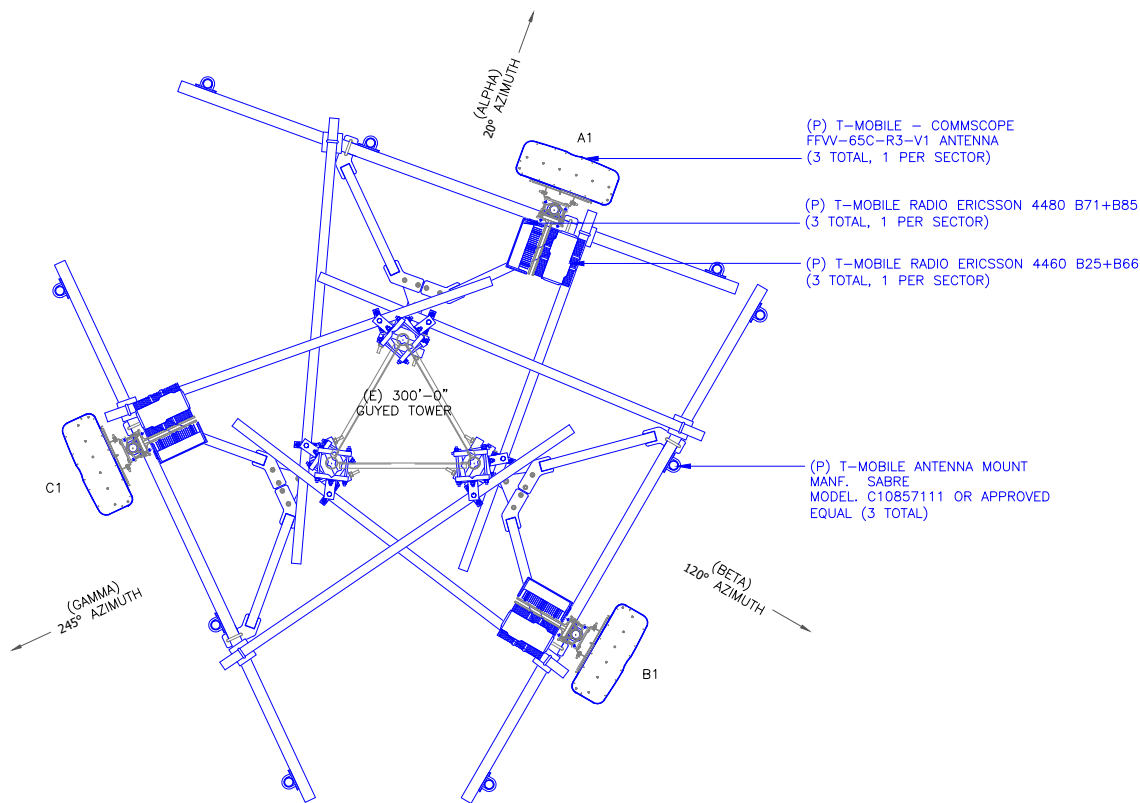 (ALPHA)
20° AZIMUTH
A1
(P) T-MOBILE - COMMSCOPE
FFVV-65C-R3-V1 ANTENNA
(3 TOTAL, 1 PER SECTOR)
(P) T-MOBILE RADIO ERICSSON 4480 B71+B85
(3 TOTAL, 1 PER SECTOR)
(P) T-MOBILE RADIO ERICSSON 4460 B25+B66
(3 TOTAL, 1 PER SECTOR)
(E) 300'-0"
GUYED TOWER
(P) T-MOBILE ANTENNA MOUNT
MANF. SABRE
MODEL. C10857111 OR APPROVED
EQUAL (3 TOTAL)
C1
(BETA)
120° AZIMUTH
(GAMMA)
245° AZIMUTH
B1